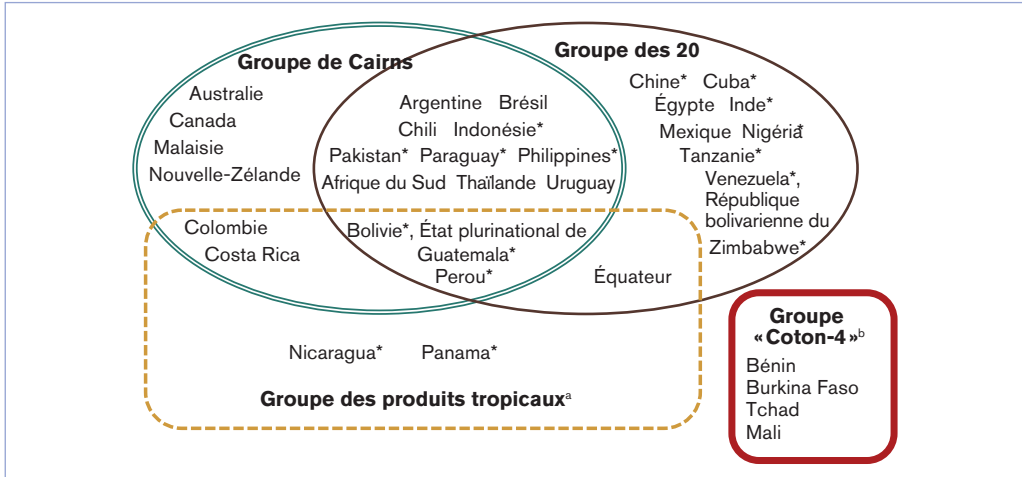 Groupe de Cairns
Groupe des 20
Australie
Canada
Malaisie
Nouvelle-Zélande
Argentine Brésil
Chili Indonésie*
Pakistan* Paraguay* Philippines*
Afrique du Sud Thaïlande Uruguay
Chine* Cuba*
Égypte Inde*
Mexique Nigéria*
Tanzanie*
Venezuela*,
République
bolivarienne du
Zimbabwe*
Colombie
Costa Rica
Bolivie*, État plurinational de
Guatemala*
Perou*
Équateur
Nicaragua* Panama*
Groupe des produits tropicauxᵃ
Groupe
«Coton-4»ᵇ
Bénin
Burkina Faso
Tchad
Mali